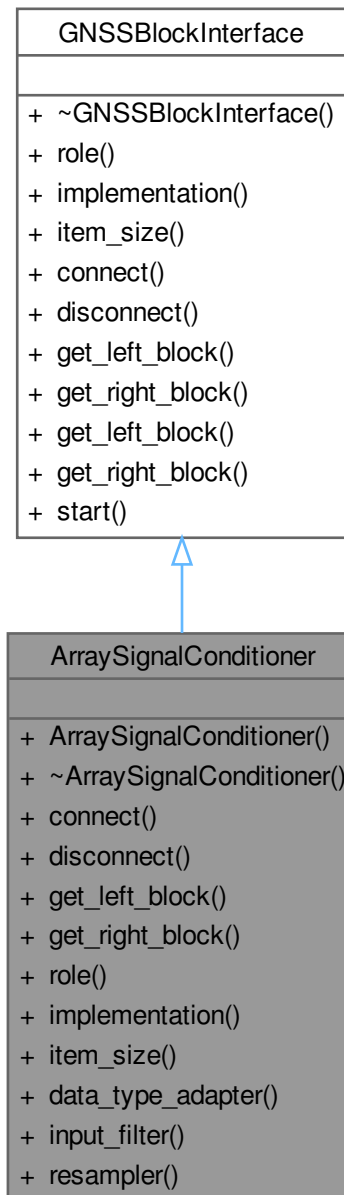 GNSSBlockInterface
+ ~GNSSBlockInterface()
+ role()
+ implementation()
+ item_size()
+ connect()
+ disconnect()
+ get_left_block()
+ get_right_block()
+ get_left_block()
+ get_right_block()
+ start()
ArraySignalConditioner
+ ArraySignalConditioner()
+ ~ArraySignalConditioner()
+ connect()
+ disconnect()
+ get_left_block()
+ get_right_block()
+ role()
+ implementation()
+ item_size()
+ data_type_adapter()
+ input_filter()
+ resampler()